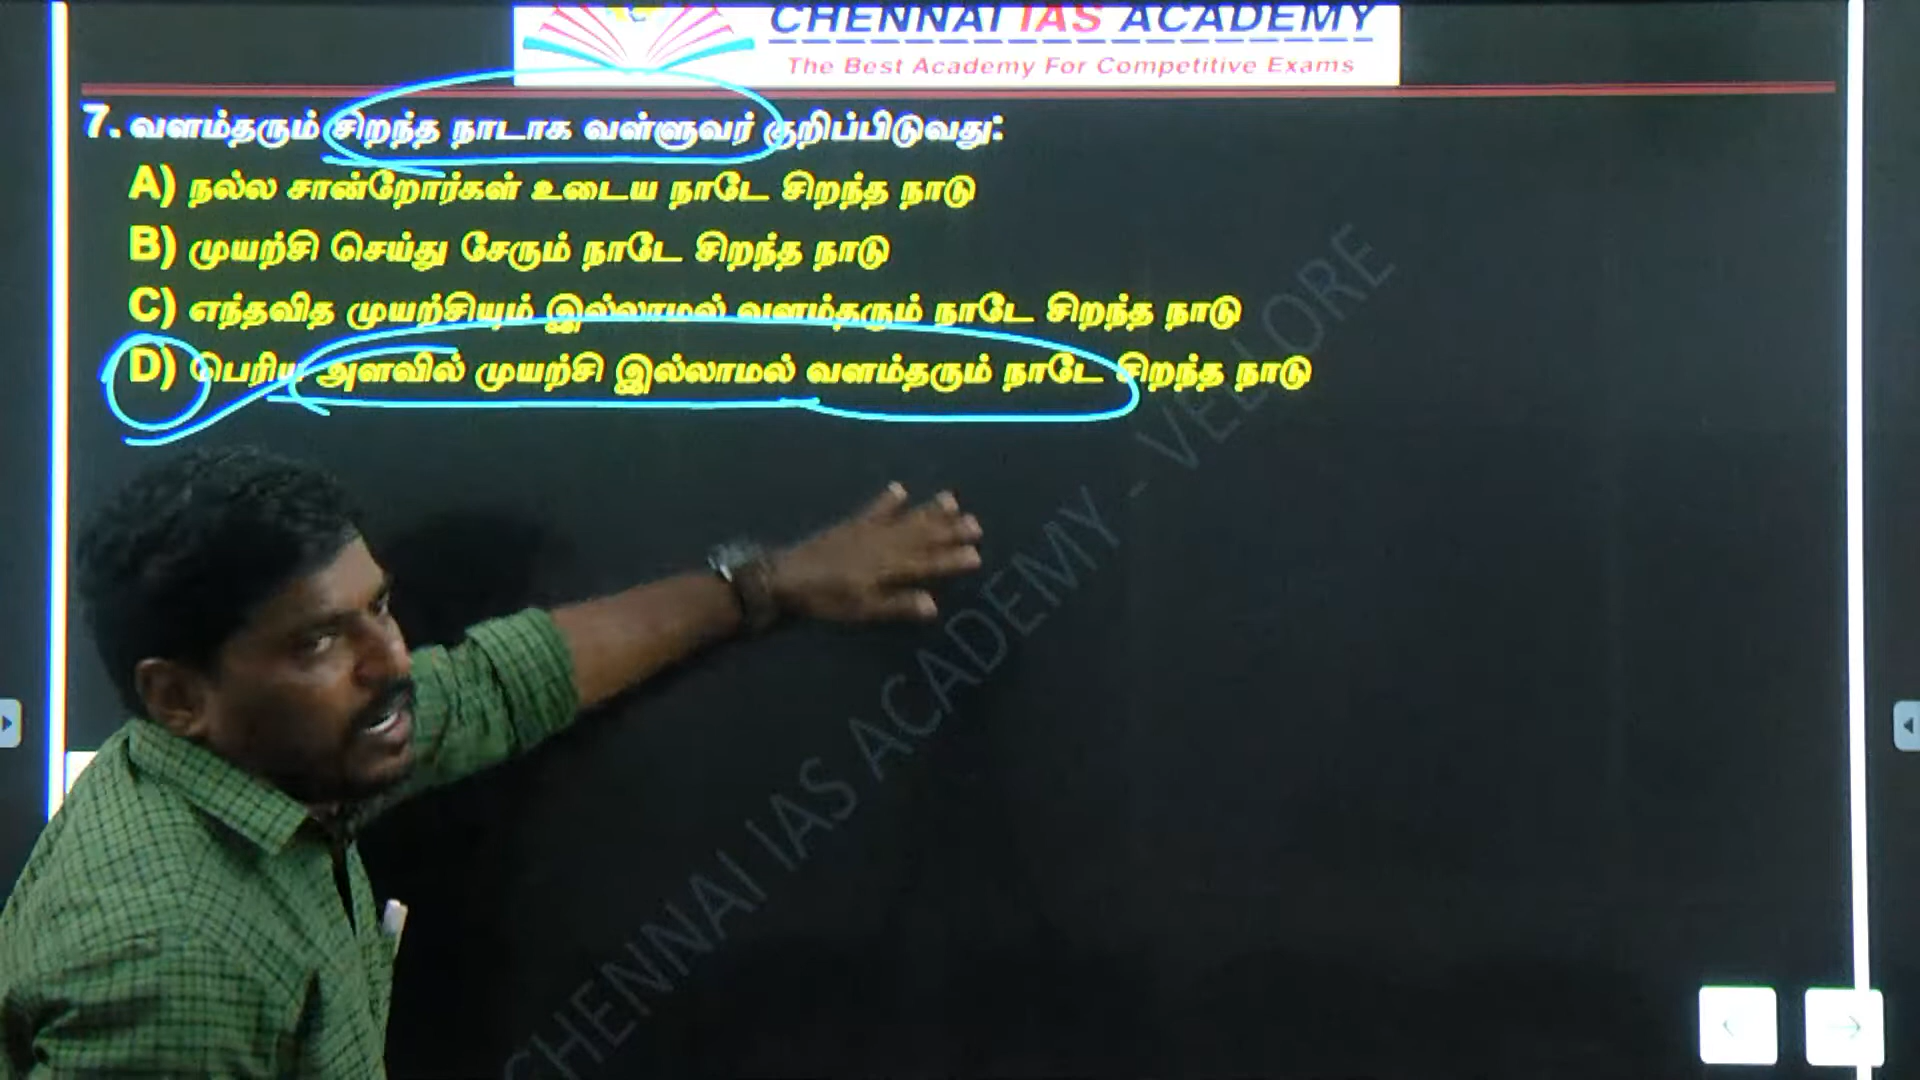 CHENNAI IAS ACADEMY
The Best Academy For Competitive Exams
7. வளம்தரும் சிறந்த நாடாக வள்ளுவர் குறிப்பிடுவது:
A) நல்ல சான்றோர்கள் உடைய நாடே சிறந்த நாடு
B) முயற்சி செய்து சேரும் நாடே சிறந்த நாடு
C) எந்தவித முயற்சியும் இல்லாமல் வளம்தரும் நாடே சிறந்த நாடு
D) பெரிய அளவில் முயற்சி இல்லாமல் வளம்தரும் நாடே சிறந்த நாடு
CHENNAI IAS ACADEMY - VELLORE